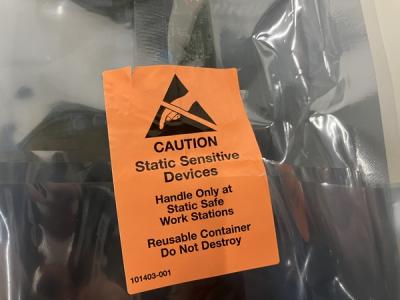 CAUTION
Static Sensitive
Devices
Handle Only at
Static Safe
Work Stations
Reusable Container
Do Not Destroy
101403-001